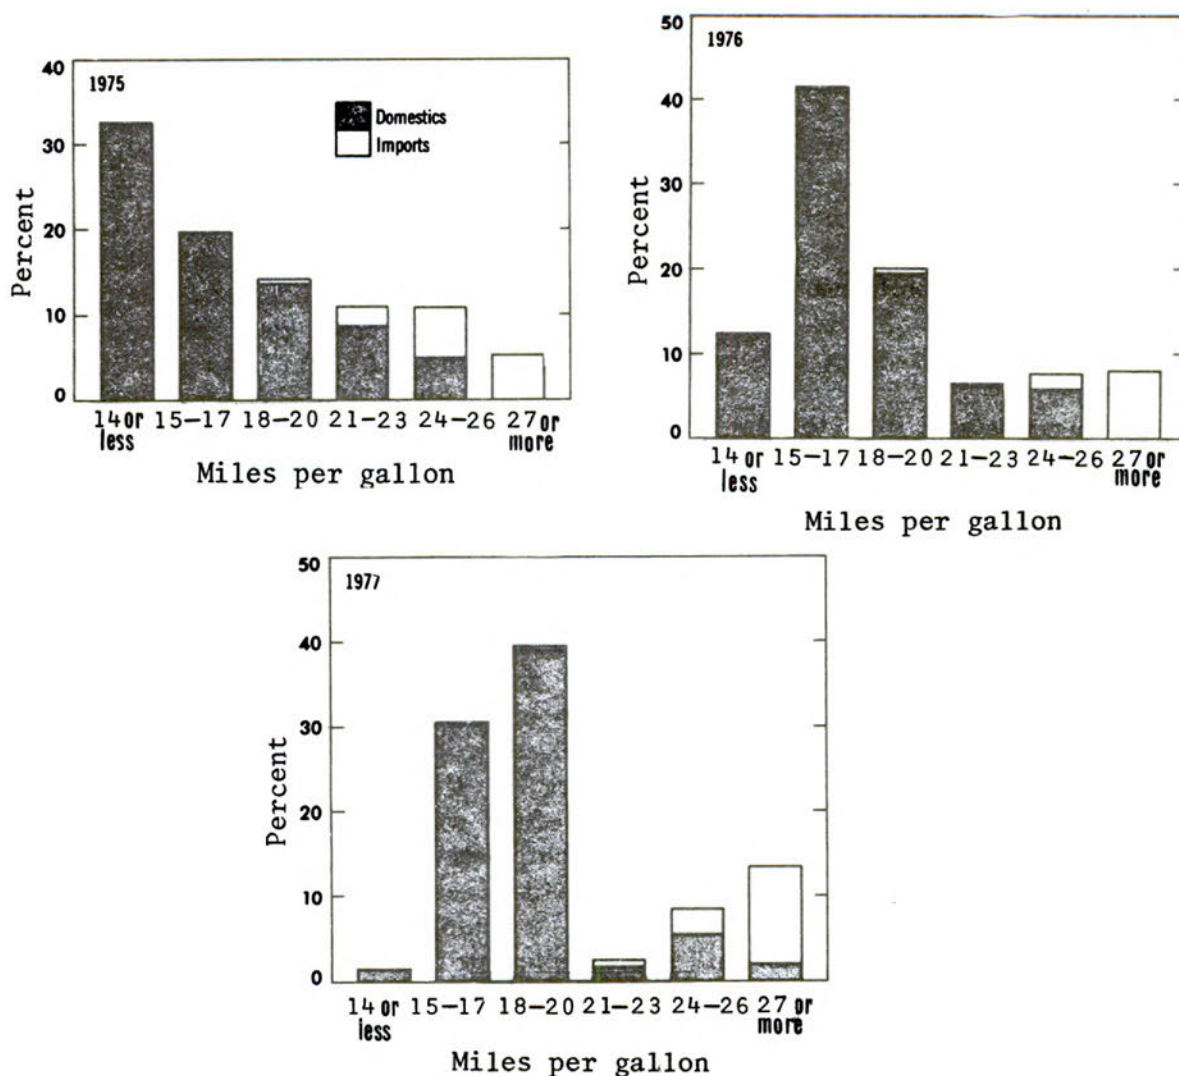 1975
40
30
20
10
0
Percent
Domestics
Imports
14 or less
15-17
18-20
21-23
24-26
27 or more
Miles per gallon
1976
50
40
30
20
10
0
Percent
14 or less
15-17
18-20
21-23
24-26
27 or more
Miles per gallon
1977
50
40
30
20
10
0
Percent
14 or less
15-17
18-20
21-23
24-26
27 or more
Miles per gallon